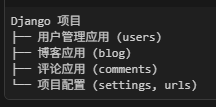 Django 项目
├── 用户管理应用 (users)
├── 博客应用 (blog)
├── 评论应用 (comments)
└── 项目配置 (settings, urls)